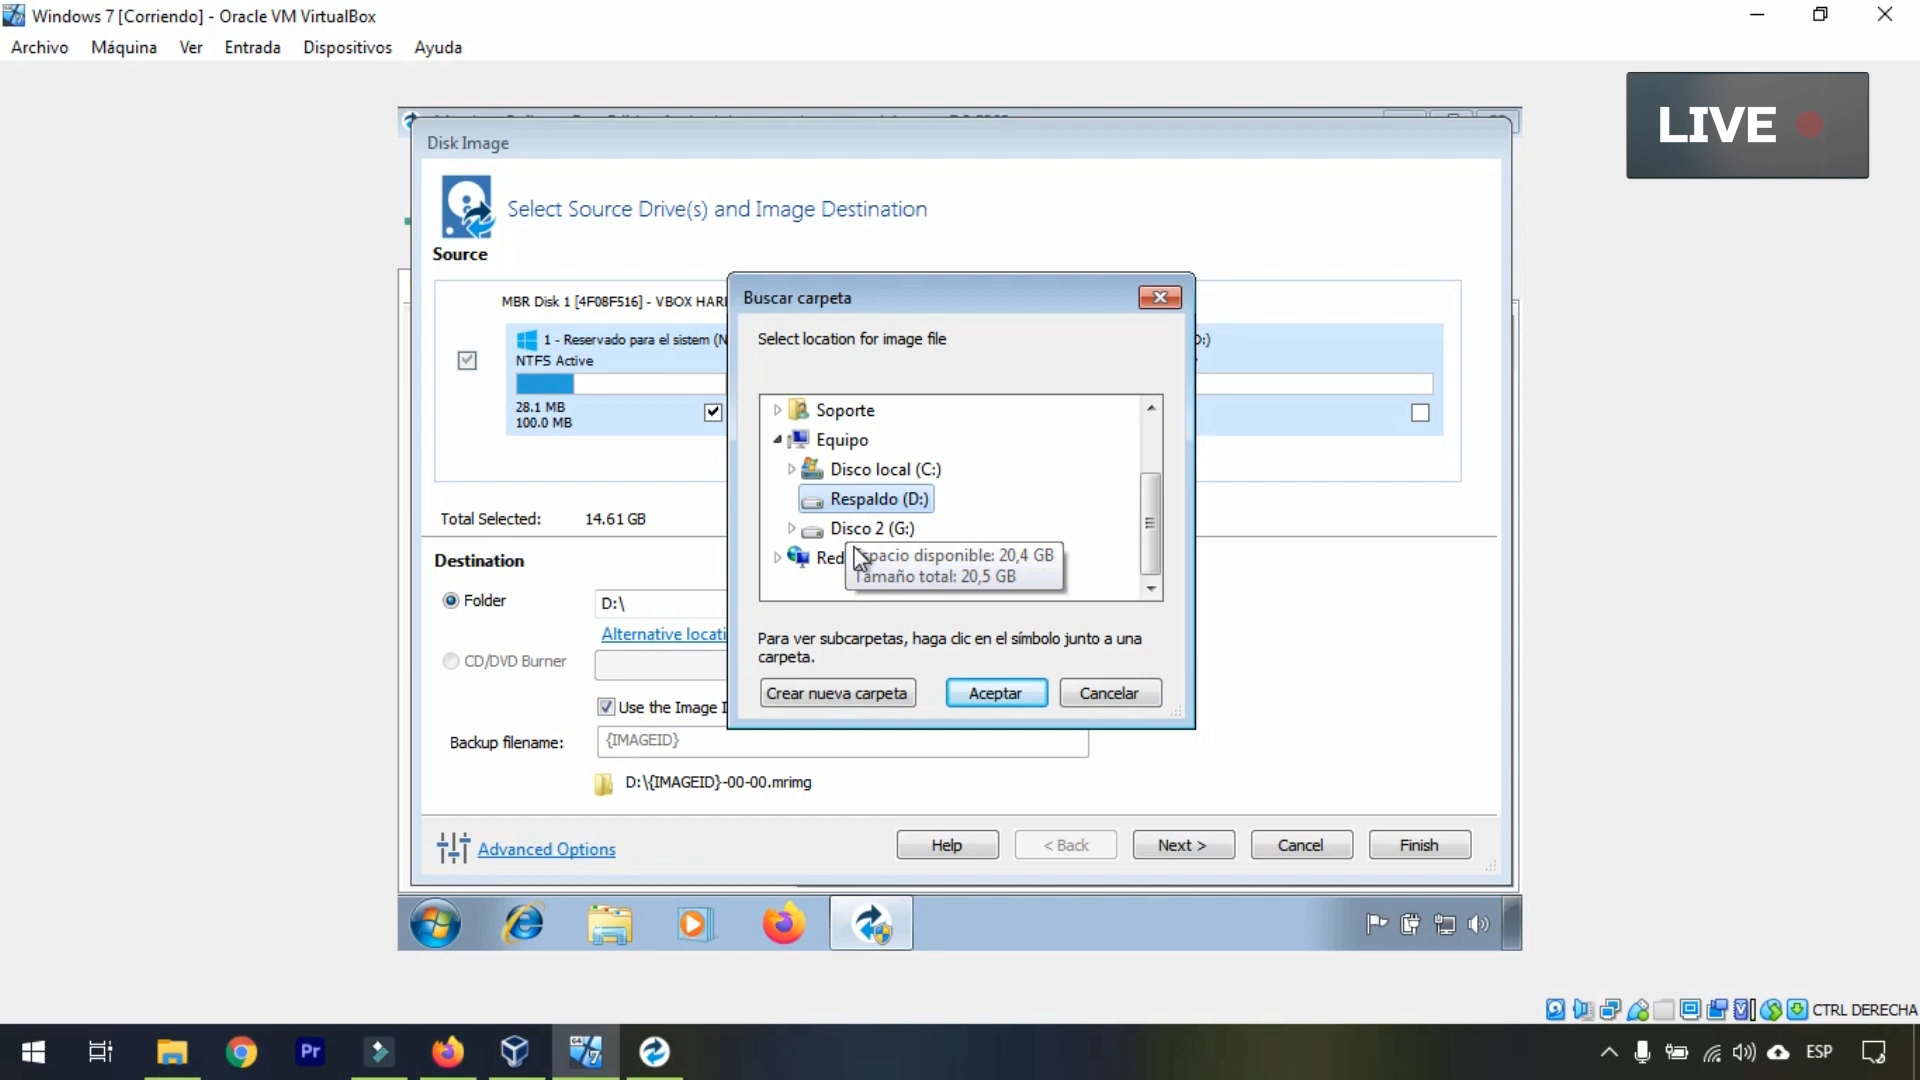 Windows 7 [Corriendo] - Oracle VM VirtualBox
Archivo Máquina Ver Entrada Dispositivos Ayuda
LIVE
Disk Image
Select Source Drive(s) and Image Destination
Source
MBR Disk 1 [4F08F516] - VBOX HAR
1 - Reservado para el sistem (N
NTFS Active
28.1 MB
100.0 MB
D:)
Buscar carpeta
Select location for image file
Soporte
Equipo
Disco local (C:)
Respaldo (D:)
Disco 2 (G:)
Red
spacio disponible: 20,4 GB
Tamaño total: 20,5 GB
Para ver subcarpetas, haga clic en el símbolo junto a una
carpeta.
Crear nueva carpeta Aceptar Cancelar
Total Selected: 14.61 GB
Destination
Folder D:\
Alternative locati
CD/DVD Burner
Use the Image I
Backup filename: {IMAGEID}
D:\{IMAGEID}-00-00.mrimg
Advanced Options Help < Back Next > Cancel Finish
CTRL DERECHA
Pr
64
7
ESP